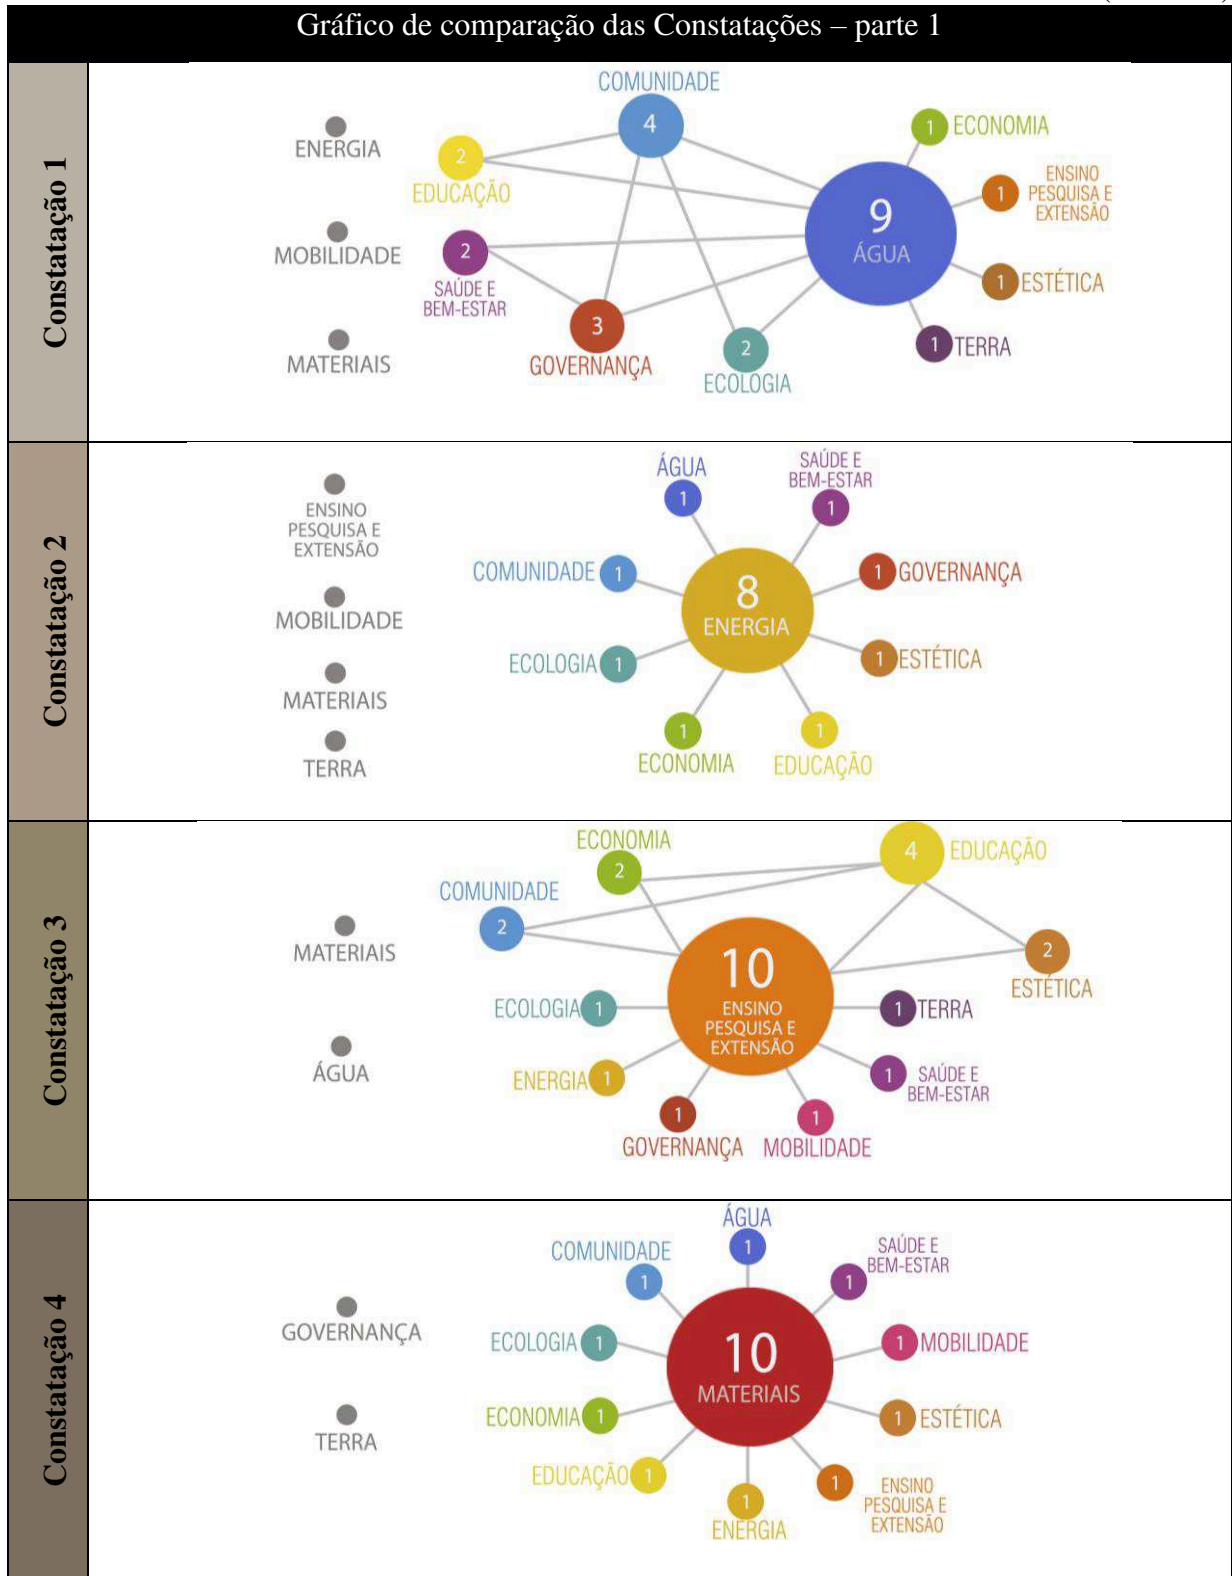 Gráfico de comparação das Constatações – parte 1
Constatação 1
COMUNIDADE
4
ENERGIA
1
ECONOMIA
2
EDUCAÇÃO
ENSINO
PESQUISA E
EXTENSÃO
1
9
ÁGUA
MOBILIDADE
2
SAÚDE E
BEM-ESTAR
1
ESTÉTICA
3
GOVERNANÇA
MATERIAIS
2
ECOLOGIA
1
TERRA
Constatação 2
ÁGUA
1
SAÚDE E
BEM-ESTAR
1
ENSINO
PESQUISA E
EXTENSÃO
COMUNIDADE
1
1
GOVERNANÇA
8
ENERGIA
MOBILIDADE
ECOLOGIA
1
1
ESTÉTICA
MATERIAIS
1
ECONOMIA
1
EDUCAÇÃO
TERRA
Constatação 3
ECONOMIA
2
4
EDUCAÇÃO
COMUNIDADE
2
MATERIAIS
10
ENSINO
PESQUISA E
EXTENSÃO
2
ESTÉTICA
ECOLOGIA
1
1
TERRA
ÁGUA
ENERGIA
1
1
SAÚDE E
BEM-ESTAR
1
GOVERNANÇA
1
MOBILIDADE
Constatação 4
ÁGUA
1
COMUNIDADE
1
SAÚDE E
BEM-ESTAR
1
GOVERNANÇA
ECOLOGIA
1
1
MOBILIDADE
10
MATERIAIS
ECONOMIA
1
1
ESTÉTICA
TERRA
EDUCAÇÃO
1
1
ENERGIA
1
ENSINO
PESQUISA E
EXTENSÃO